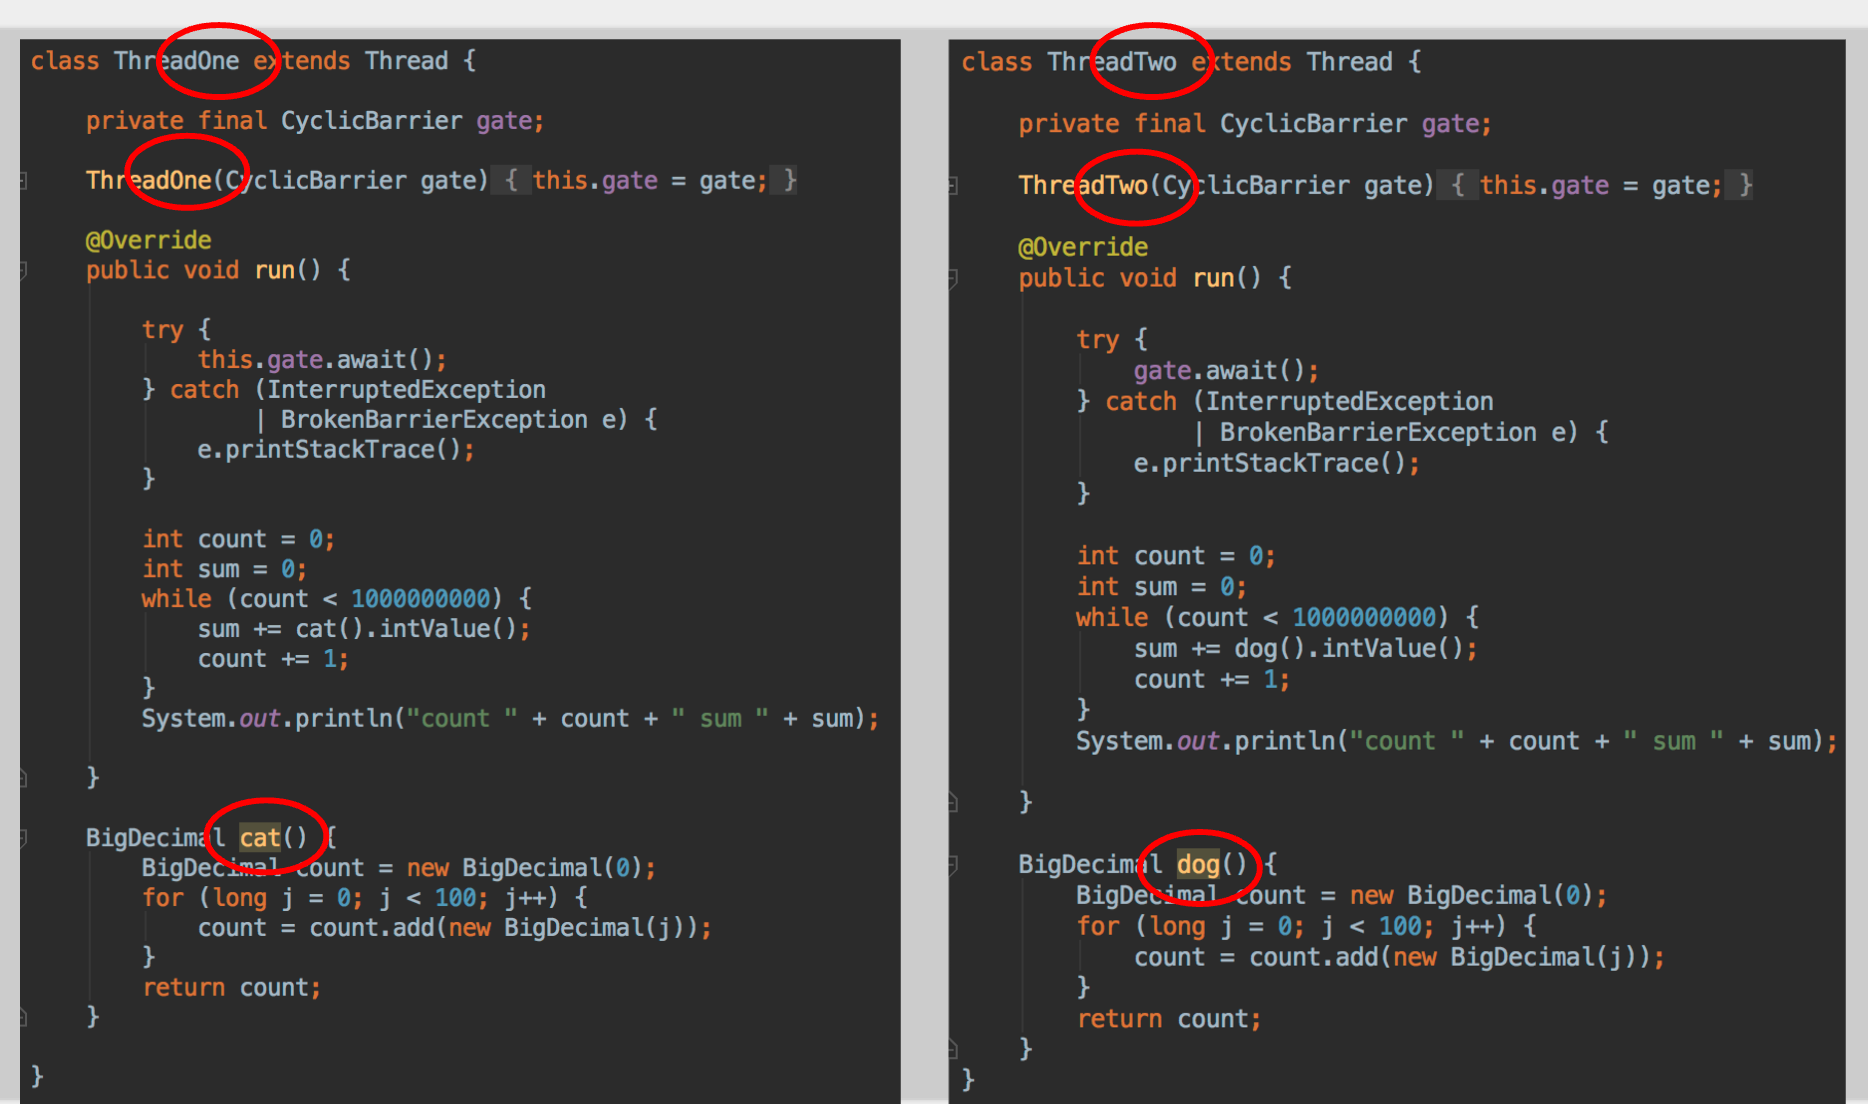 class ThreadOne extends Thread {
private final CyclicBarrier gate;
ThreadOne(CyclicBarrier gate) { this.gate = gate; }
@Override
public void run() {
try {
this.gate.await();
} catch (InterruptedException
| BrokenBarrierException e) {
e.printStackTrace();
}
int count = 0;
int sum = 0;
while (count < 1000000000) {
sum += cat().intValue();
count += 1;
}
System.out.println("count " + count + " sum " + sum);
}
BigDecimal cat() {
BigDecimal count = new BigDecimal(0);
for (long j = 0; j < 100; j++) {
count = count.add(new BigDecimal(j));
}
return count;
}
}
class ThreadTwo extends Thread {
private final CyclicBarrier gate;
ThreadTwo(CyclicBarrier gate) { this.gate = gate; }
@Override
public void run() {
try {
gate.await();
} catch (InterruptedException
| BrokenBarrierException e) {
e.printStackTrace();
}
int count = 0;
int sum = 0;
while (count < 1000000000) {
sum += dog().intValue();
count += 1;
}
System.out.println("count " + count + " sum " + sum);
}
BigDecimal dog() {
BigDecimal count = new BigDecimal(0);
for (long j = 0; j < 100; j++) {
count = count.add(new BigDecimal(j));
}
return count;
}
}